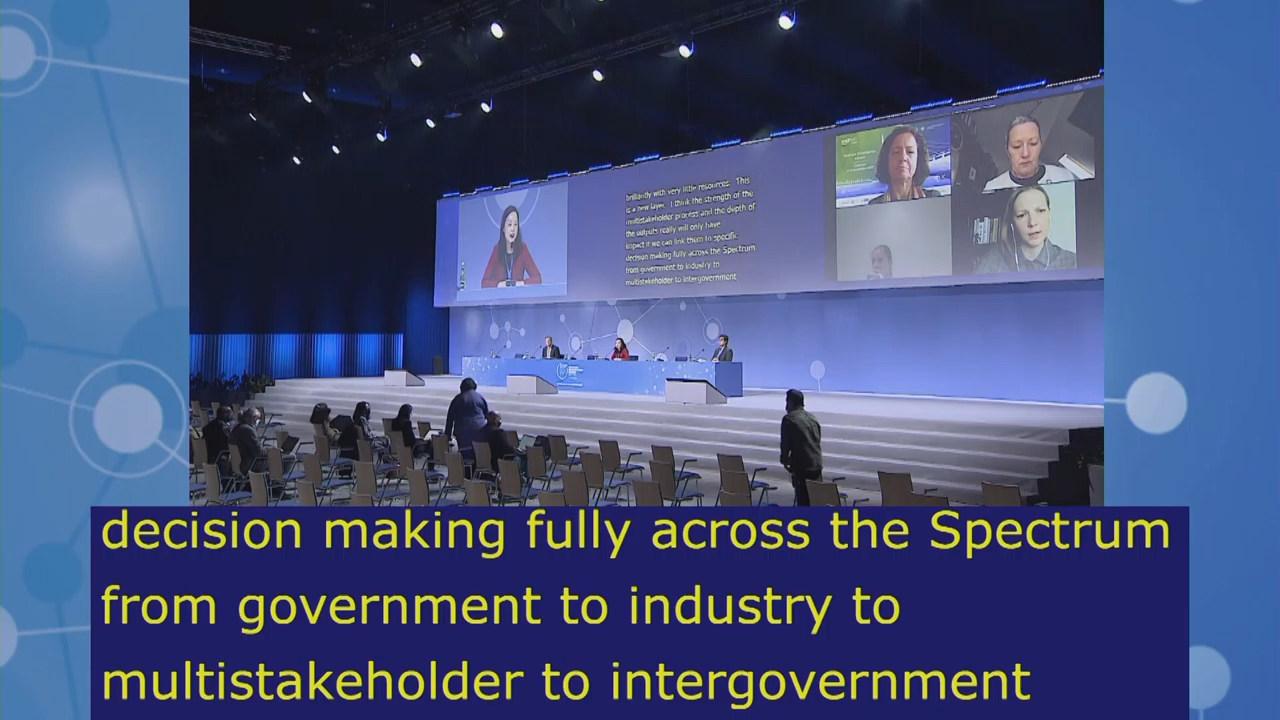 brilliantly with very little resources. This
is a new layer. I think the strength of the
multistakeholder process and the depth of
the outputs really will only have
impact if we can link them to specific
decision making fully across the Spectrum
from government to industry to
multistakeholder to intergovernment
decision making fully across the Spectrum
from government to industry to
multistakeholder to intergovernment